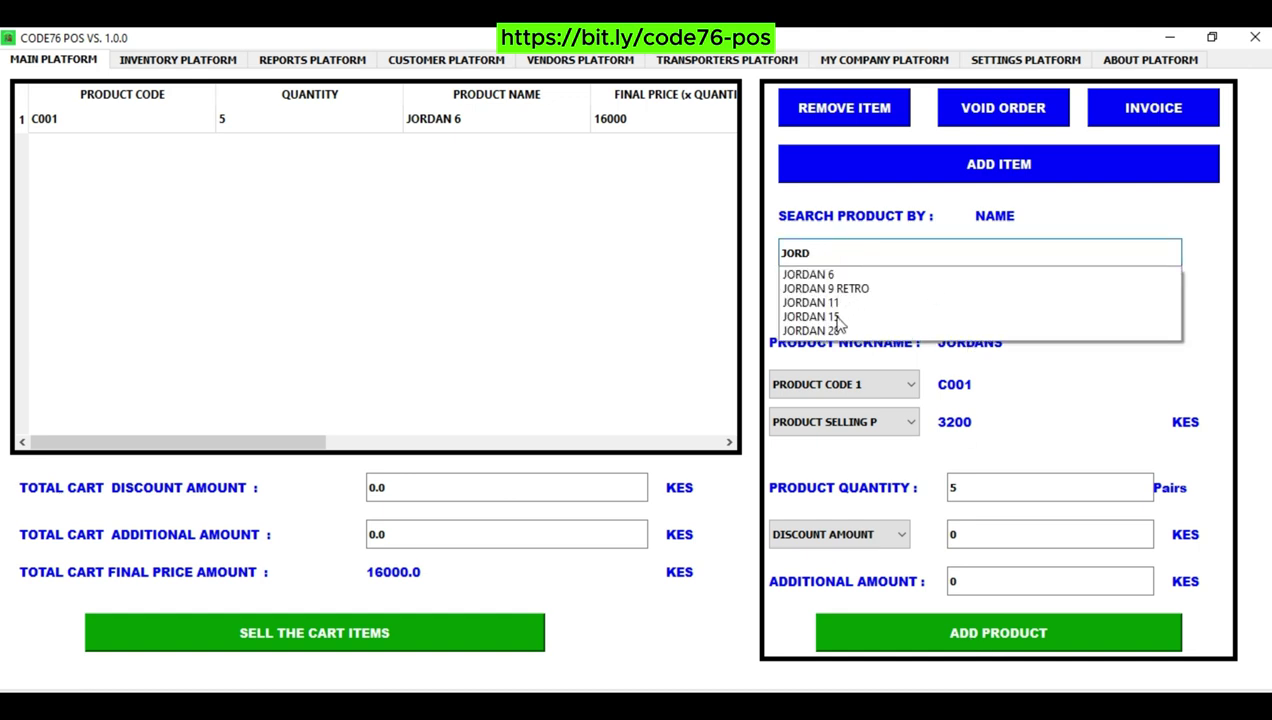 https://bit.ly/code76-pos
CODE76 POS VS. 1.0.0
MAIN PLATFORM INVENTORY PLATFORM REPORTS PLATFORM CUSTOMER PLATFORM VENDORS PLATFORM TRANSPORTERS PLATFORM MY COMPANY PLATFORM SETTINGS PLATFORM ABOUT PLATFORM
PRODUCT CODE QUANTITY PRODUCT NAME FINAL PRICE (x QUANTI
1 C001 5 JORDAN 6 16000
REMOVE ITEM VOID ORDER INVOICE
ADD ITEM
SEARCH PRODUCT BY : NAME
JORD
JORDAN 6
JORDAN 9 RETRO
JORDAN 11
JORDAN 15
JORDAN 28
PRODUCT NICKNAME : JORDANS
PRODUCT CODE 1 C001
PRODUCT SELLING P 3200 KES
TOTAL CART DISCOUNT AMOUNT : 0.0 KES
PRODUCT QUANTITY : 5 Pairs
TOTAL CART ADDITIONAL AMOUNT : 0.0 KES
DISCOUNT AMOUNT 0 KES
TOTAL CART FINAL PRICE AMOUNT : 16000.0 KES
ADDITIONAL AMOUNT : 0 KES
SELL THE CART ITEMS
ADD PRODUCT